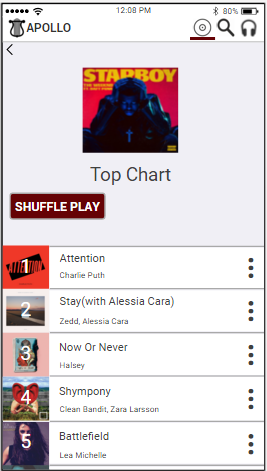 12:08 PM
80%
APOLLO
STARBOY
Top Chart
SHUFFLE PLAY
ATTENTION
1
Attention
Charlie Puth
2
Stay(with Alessia Cara)
Zedd, Alessia Cara
3
Now Or Never
Halsey
4
Shympony
Clean Bandit, Zara Larsson
5
Battlefield
Lea Michelle